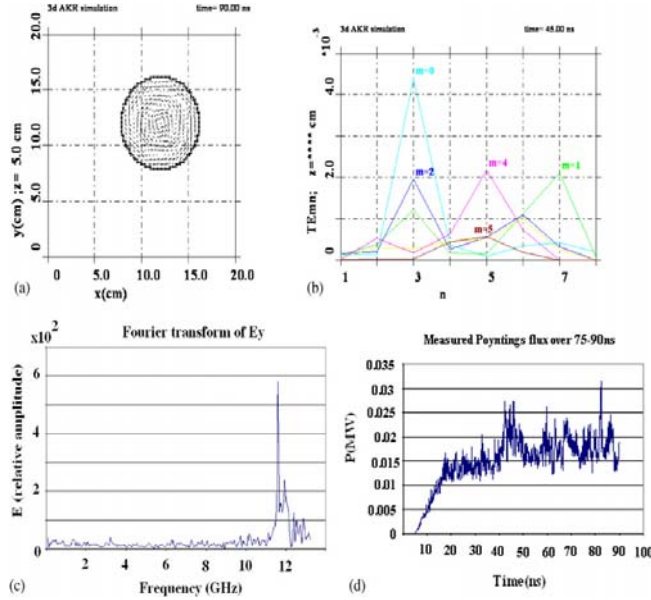 3d AKR simulation time= 90.00 ns
20.0
15.0
10.0
5.0
0
y(cm) ;z= 5.0 cm
0 5.0 10.0 15.0 20.0
x(cm)
(a)
3d AKR simulation time= 45.00 ns
*10 -3
4.0
2.0
0
TEmn; z=**** cm
m=0
m=2
m=4
m=1
m=5
1 3 5 7
n
(b)
Fourier transform of Ey
x10 2
6
4
2
0
E (relative amplitude)
2 4 6 8 10 12
Frequency (GHz)
(c)
Measured Poyntings flux over 75-90ns
0.035
0.03
0.025
0.02
0.015
0.01
0.005
0
P(MW)
10 20 30 40 50 60 70 80 90 100
Time(ns)
(d)